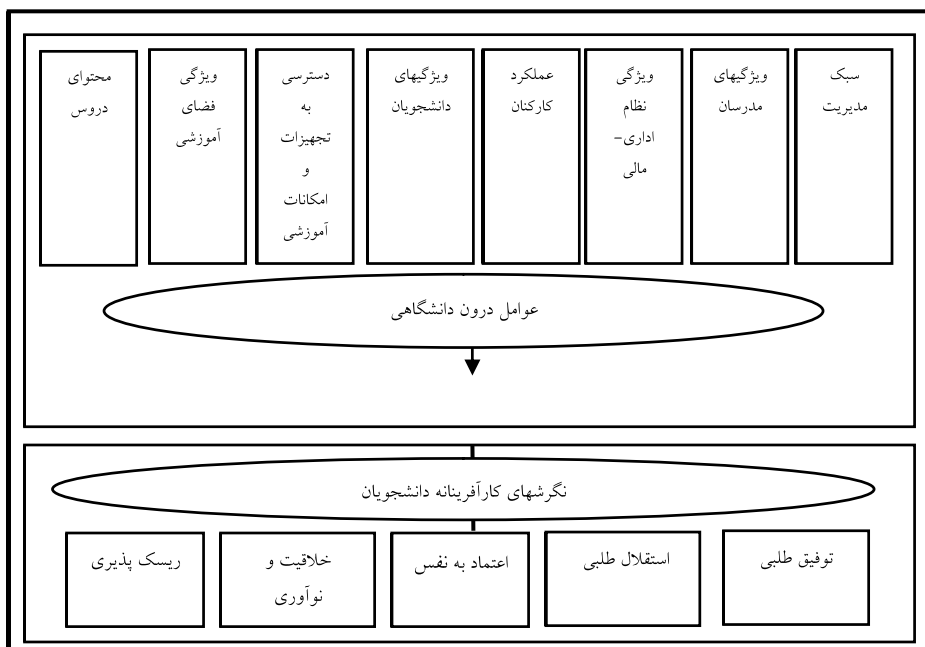 سبک
مدیریت
ویژگیهای
مدرسان
ویژگی
نظام
اداری-
مالی
عملکرد
کارکنان
ویژگیهای
دانشجویان
دسترسی
به
تجهیزات
و
امکانات
آموزشی
ویژگی
فضای
آموزشی
محتوای
دروس
عوامل درون دانشگاهی
نگرشهای کارآفرینانه دانشجویان
توفیق طلبی
استقلال طلبی
اعتماد به نفس
خلاقیت و
نوآوری
ریسک پذیری